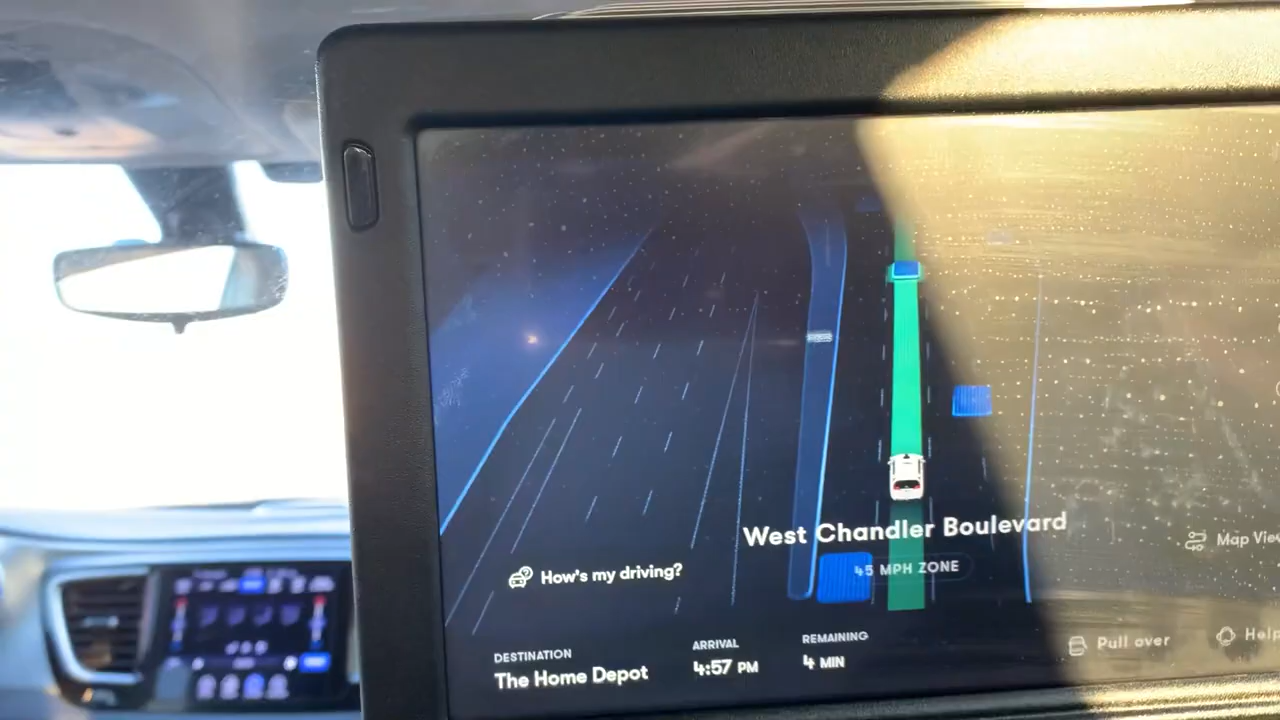 West Chandler Boulevard
45 MPH ZONE
How's my driving?
Map View
DESTINATION
The Home Depot
ARRIVAL
4:57 PM
REMAINING
4 MIN
Pull over
Help